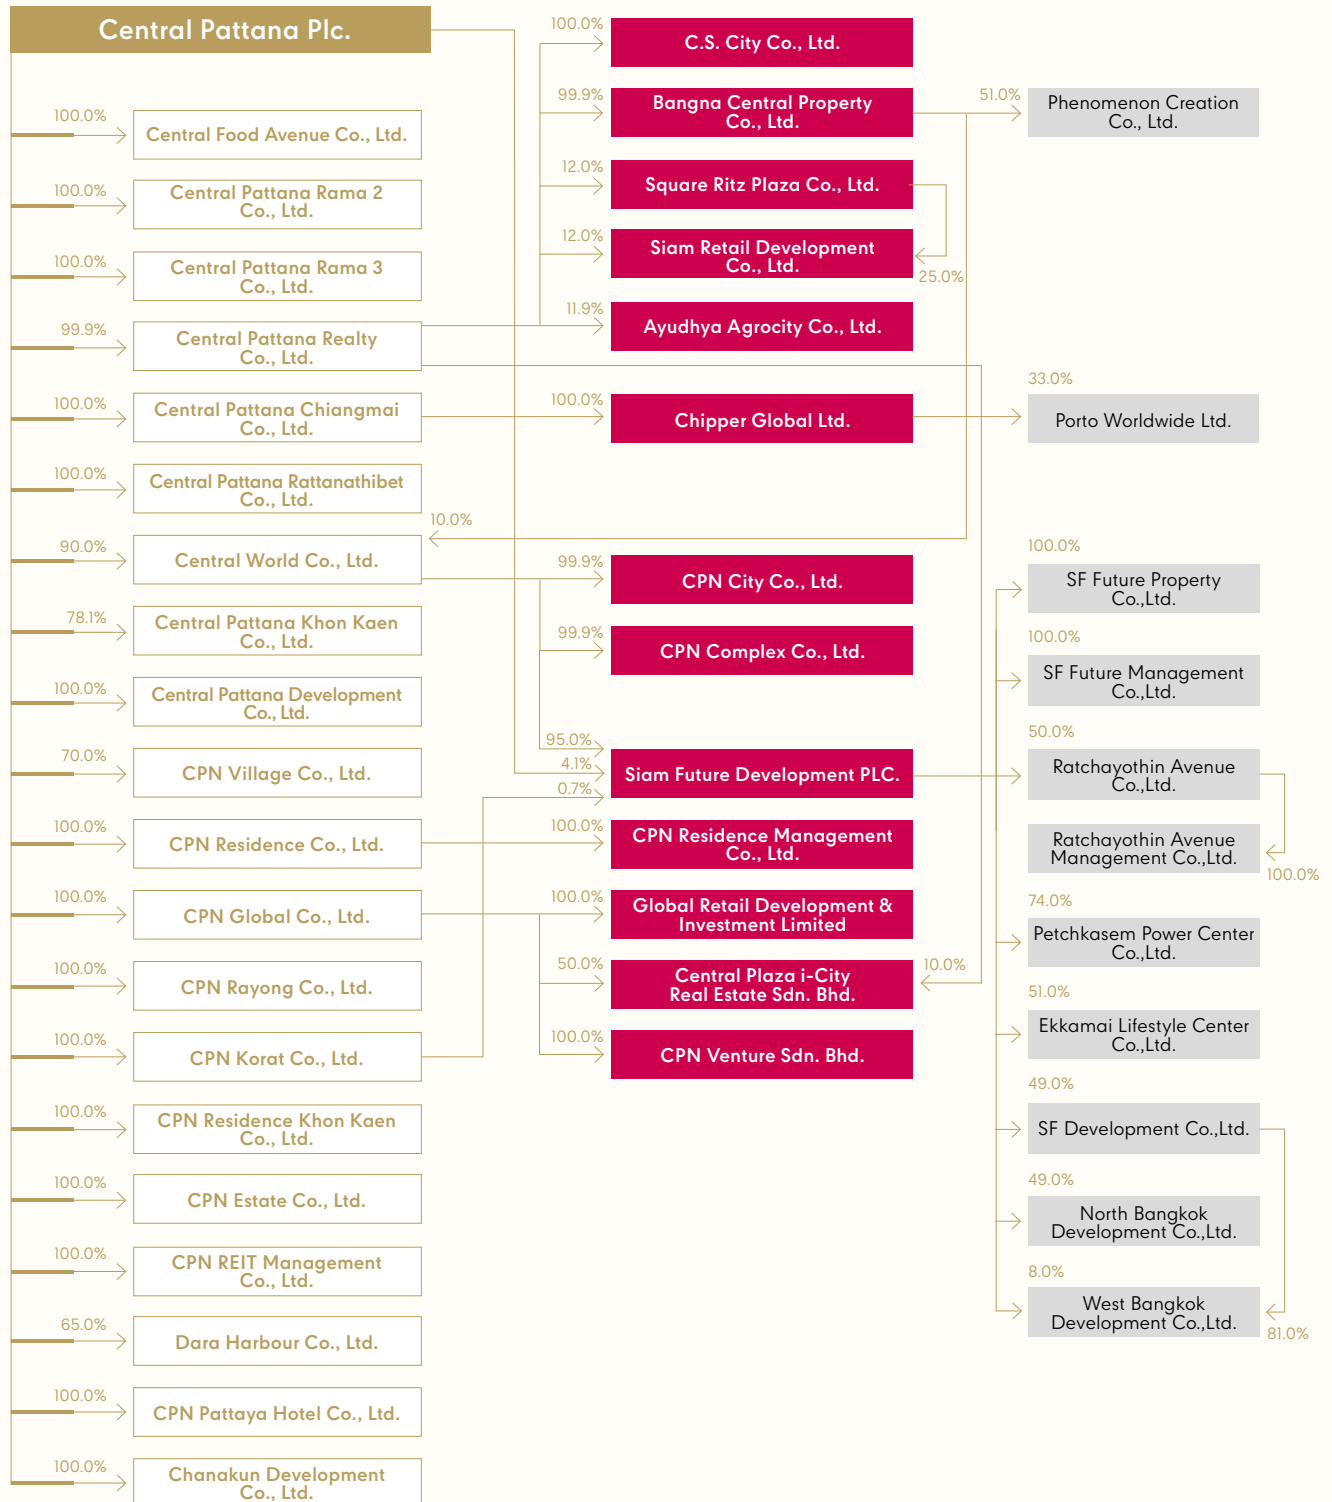 Central Pattana Plc.
100.0%
Central Food Avenue Co., Ltd.
100.0%
Central Pattana Rama 2
Co., Ltd.
100.0%
Central Pattana Rama 3
Co., Ltd.
99.9%
Central Pattana Realty
Co., Ltd.
100.0%
Central Pattana Chiangmai
Co., Ltd.
100.0%
Central Pattana Rattanathibet
Co., Ltd.
90.0%
Central World Co., Ltd.
10.0%
78.1%
Central Pattana Khon Kaen
Co., Ltd.
100.0%
Central Pattana Development
Co., Ltd.
70.0%
CPN Village Co., Ltd.
100.0%
CPN Residence Co., Ltd.
100.0%
CPN Global Co., Ltd.
100.0%
CPN Rayong Co., Ltd.
100.0%
CPN Korat Co., Ltd.
100.0%
CPN Residence Khon Kaen
Co., Ltd.
100.0%
CPN Estate Co., Ltd.
100.0%
CPN REIT Management
Co., Ltd.
65.0%
Dara Harbour Co., Ltd.
100.0%
CPN Pattaya Hotel Co., Ltd.
100.0%
Chanakun Development
Co., Ltd.
100.0%
C.S. City Co., Ltd.
99.9%
Bangna Central Property
Co., Ltd.
12.0%
Square Ritz Plaza Co., Ltd.
12.0%
Siam Retail Development
Co., Ltd.
25.0%
11.9%
Ayudhya Agrocity Co., Ltd.
100.0%
Chipper Global Ltd.
99.9%
CPN City Co., Ltd.
99.9%
CPN Complex Co., Ltd.
95.0%
4.1%
0.7%
Siam Future Development PLC.
100.0%
CPN Residence Management
Co., Ltd.
100.0%
Global Retail Development &
Investment Limited
50.0%
Central Plaza i-City
Real Estate Sdn. Bhd.
10.0%
100.0%
CPN Venture Sdn. Bhd.
51.0%
Phenomenon Creation
Co., Ltd.
33.0%
Porto Worldwide Ltd.
100.0%
SF Future Property
Co.,Ltd.
100.0%
SF Future Management
Co.,Ltd.
50.0%
Ratchayothin Avenue
Co.,Ltd.
Ratchayothin Avenue
Management Co.,Ltd.
100.0%
74.0%
Petchkasem Power Center
Co.,Ltd.
51.0%
Ekkamai Lifestyle Center
Co.,Ltd.
49.0%
SF Development Co.,Ltd.
49.0%
North Bangkok
Development Co.,Ltd.
8.0%
West Bangkok
Development Co.,Ltd.
81.0%